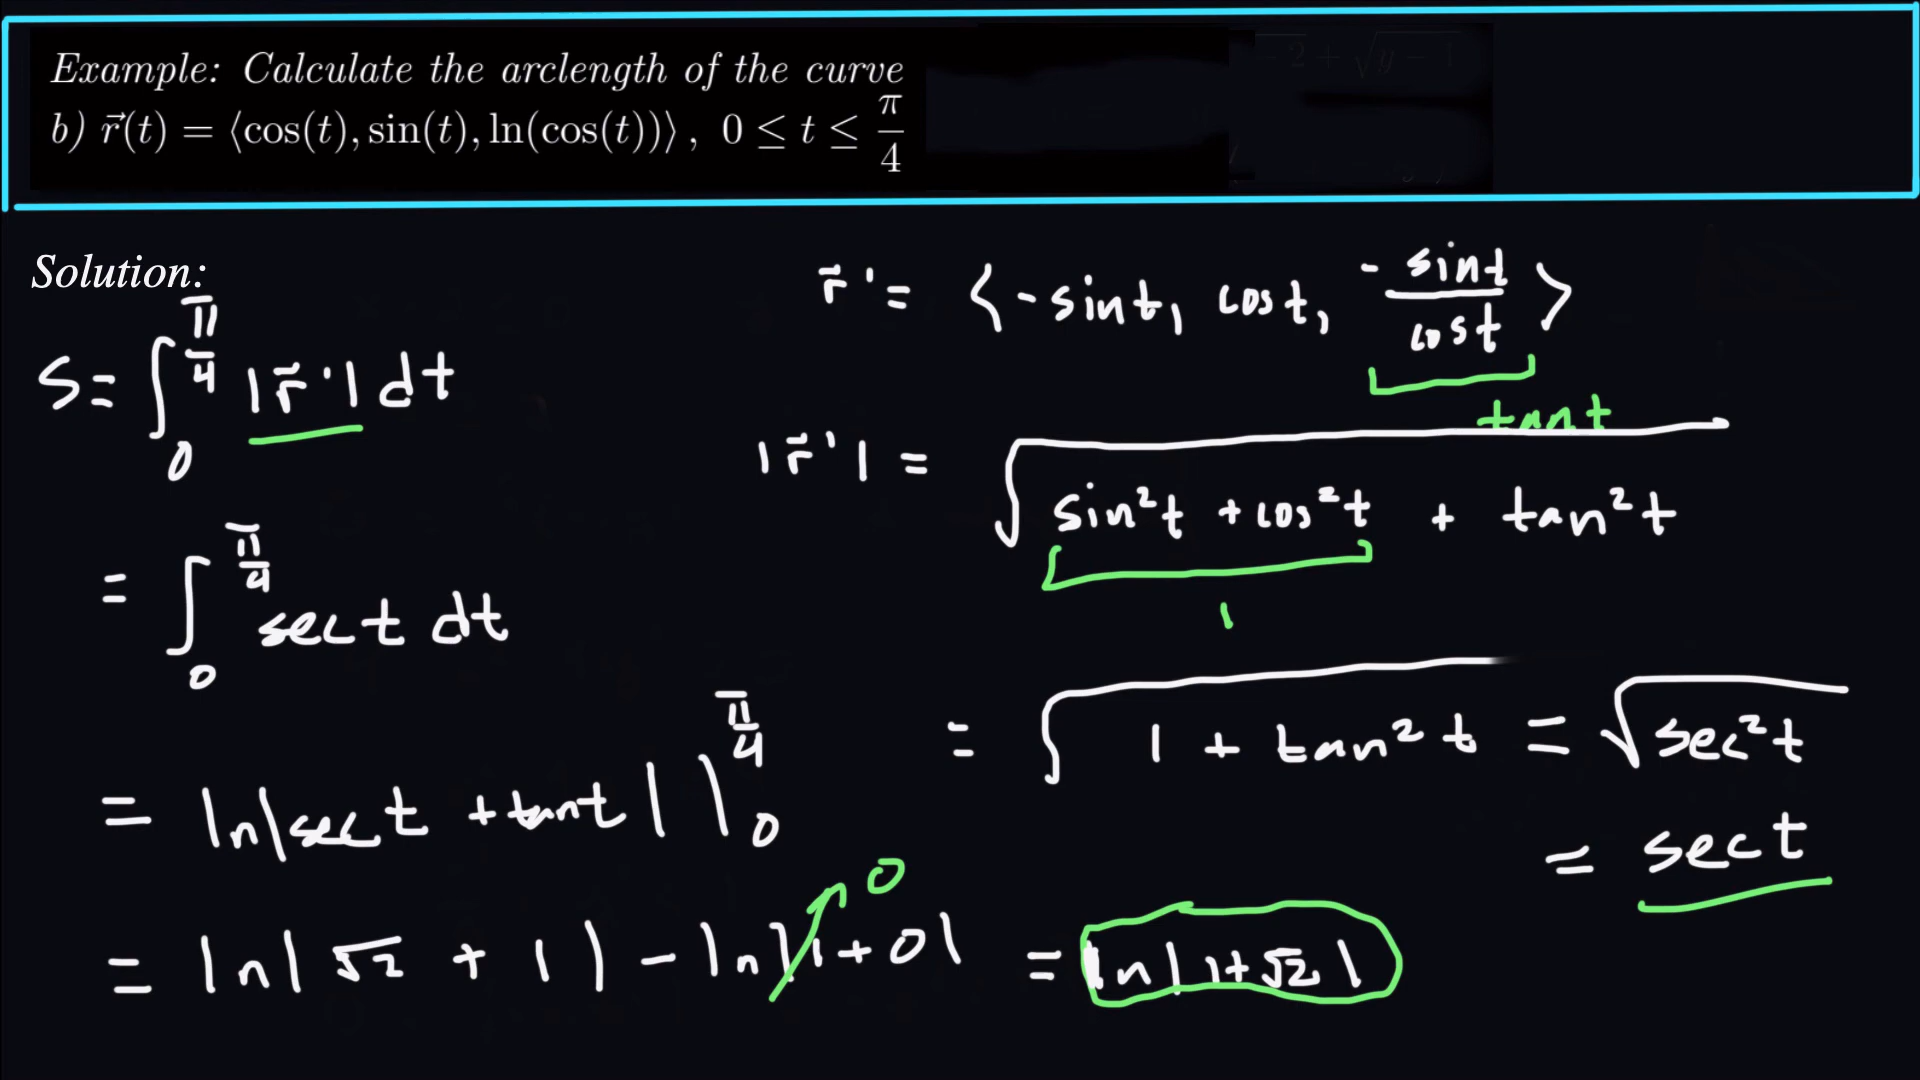 Example: Calculate the arclength of the curve
b) r⃗(t) = ⟨cos(t), sin(t), ln(cos(t))⟩, 0 ≤ t ≤ π/4
Solution:
r⃗' = ⟨-sint, cost, -sint/cost⟩
tant
S = ∫₀^(π/4) |r⃗'| dt
|r⃗'| = √(sin²t + cos²t + tan²t)
1
= ∫₀^(π/4) sect dt
= √(1 + tan²t) = √(sec²t)
= sect
= ln|sect + tant| |₀^(π/4)
0
= ln|√2 + 1| - ln|1 + 0| = ln|1+√2|